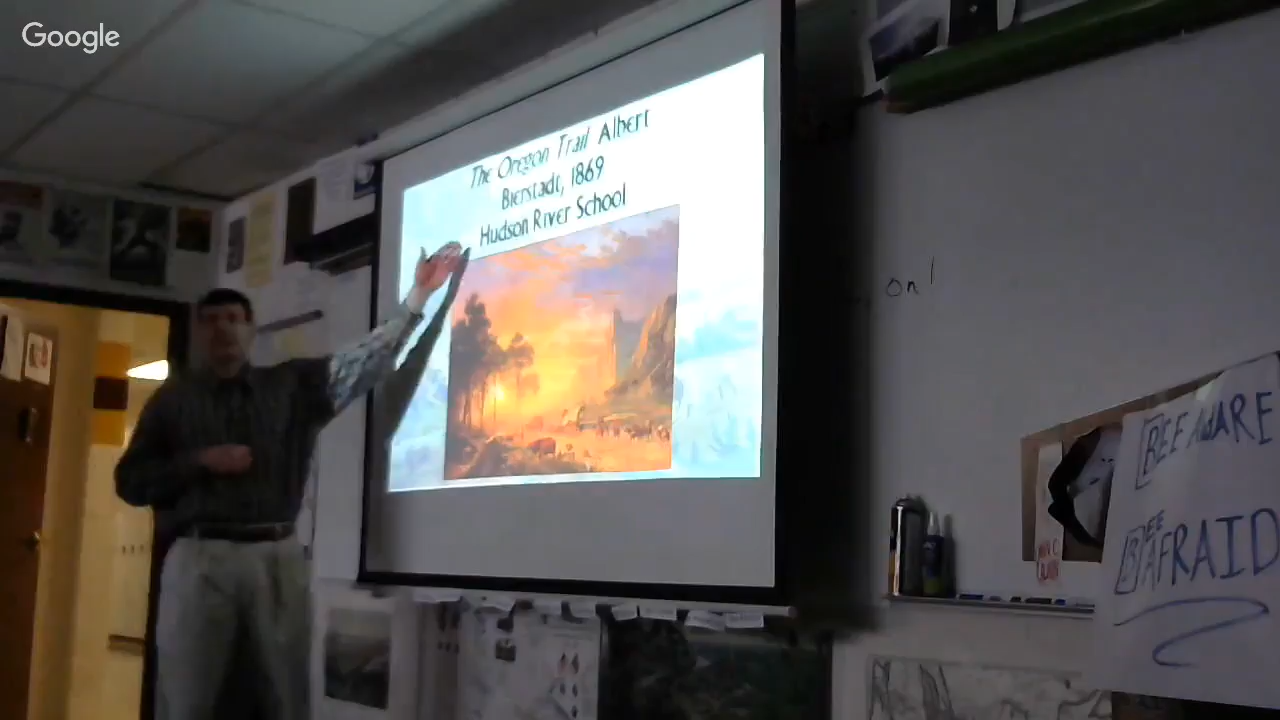 Google
The Oregon Trail Albert
Bierstadt, 1869
Hudson River School
on
BEE AWARE
BEE
AFRAID